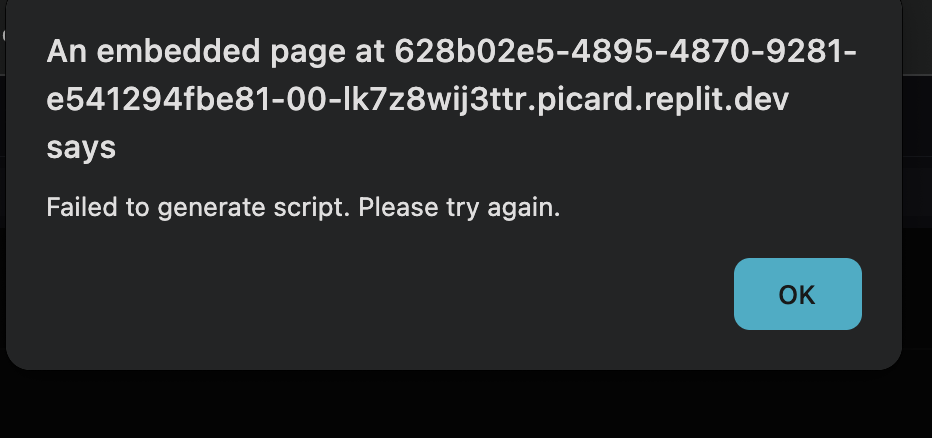 An embedded page at 628b02e5-4895-4870-9281-
e541294fbe81-00-lk7z8wij3ttr.picard.replit.dev
says
Failed to generate script. Please try again.
OK